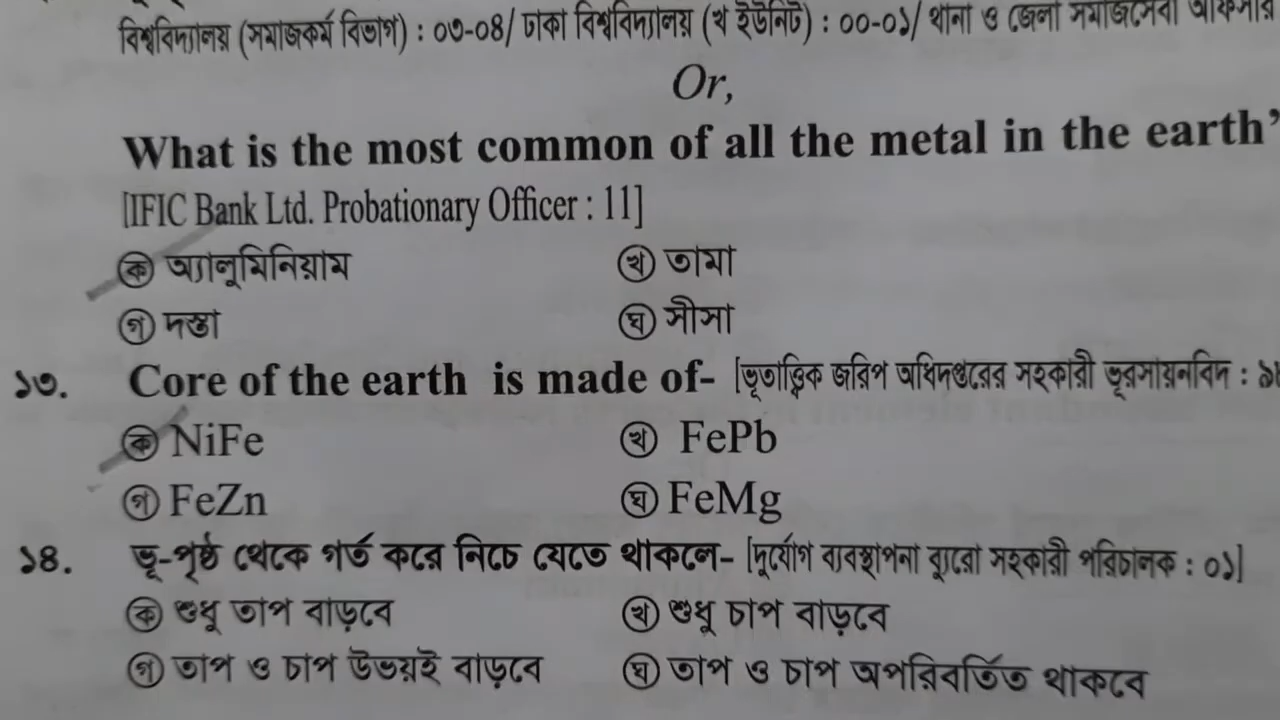 বিশ্ববিদ্যালয় (সমাজকর্ম বিভাগ) : ০৩-০৪/ ঢাকা বিশ্ববিদ্যালয় (খ ইউনিট) : ০০-০১/ থানা ও জেলা সমাজসেবা অফিসার
Or,
What is the most common of all the metal in the earth?
[IFIC Bank Ltd. Probationary Officer : 11]
ক অ্যালুমিনিয়াম খ তামা
গ দস্তা ঘ সীসা
১৩. Core of the earth is made of- [ভূতাত্ত্বিক জরিপ অধিদপ্তরের সহকারী ভূরসায়নবিদ :
ক NiFe খ FePb
গ FeZn ঘ FeMg
১৪. ভূ-পৃষ্ঠ থেকে গর্ত করে নিচে যেতে থাকলে- [দুর্যোগ ব্যবস্থাপনা ব্যুরো সহকারী পরিচালক : ০১]
ক শুধু তাপ বাড়বে খ শুধু চাপ বাড়বে
গ তাপ ও চাপ উভয়ই বাড়বে ঘ তাপ ও চাপ অপরিবর্তিত থাকবে